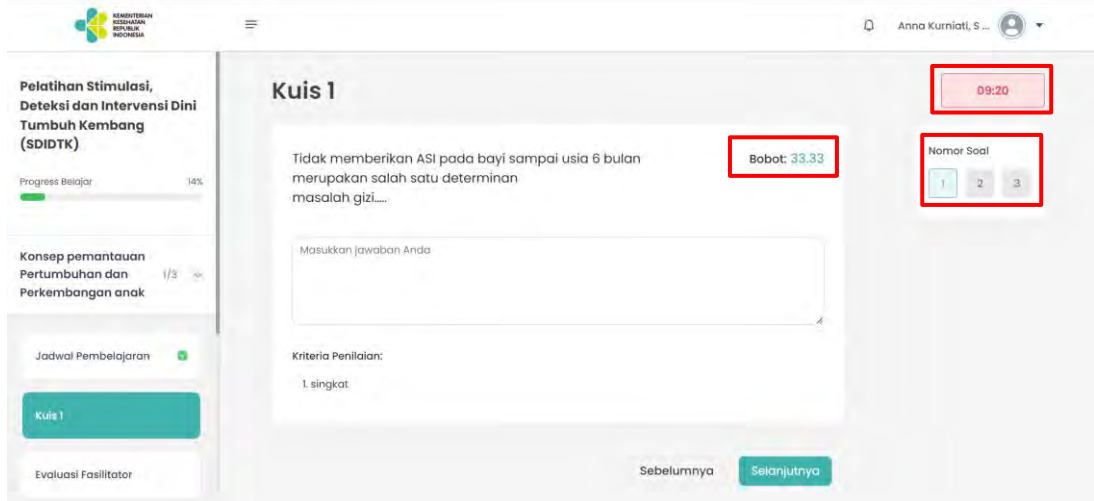 KEMENTERIAN
KESEHATAN
REPUBLIK
INDONESIA
Anna Kurniati, S ...
Pelatihan Stimulasi,
Deteksi dan Intervensi Dini
Tumbuh Kembang
(SDIDTK)
Progress Belajar 14%
Konsep pemantauan
Pertumbuhan dan 1/3
Perkembangan anak
Jadwal Pembelajaran
Kuis 1
Evaluasi Fasilitator
Kuis 1
Tidak memberikan ASI pada bayi sampai usia 6 bulan
merupakan salah satu determinan
masalah gizi.....
Bobot: 33.33
Masukkan jawaban Anda
Kriteria Penilaian:
1. singkat
Sebelumnya Selanjutnya
09:20
Nomor Soal
1 2 3